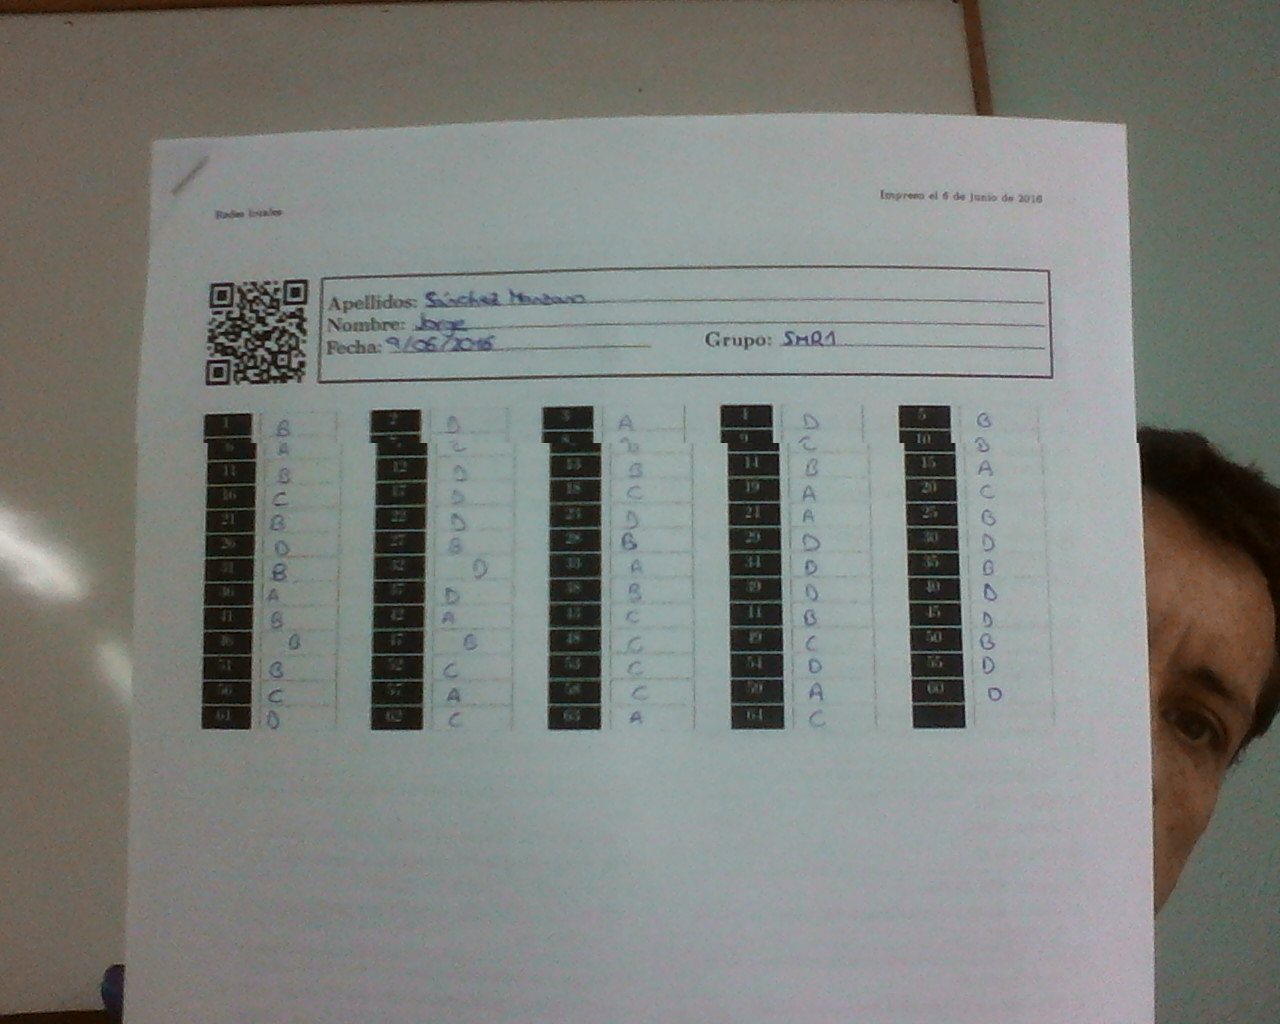 Impreso el 6 de junio de 2016
Redes locales
Apellidos: Sánchez Manzano
Nombre: Jorge
Fecha: 9/06/2016 Grupo: SMR1
1 B 2 D 3 A 4 D 5 B
6 A 7 C 8 D 9 C 10 D
11 B 12 D 13 B 14 B 15 A
16 C 17 D 18 C 19 A 20 C
21 B 22 D 23 D 24 A 25 B
26 D 27 B 28 B 29 D 30 D
31 B 32 D 33 A 34 D 35 B
36 A 37 D 38 B 39 D 40 D
41 B 42 A 43 C 44 B 45 D
46 B 47 B 48 C 49 C 50 B
51 B 52 C 53 C 54 D 55 D
56 C 57 A 58 C 59 A 60 D
61 D 62 C 63 A 64 C